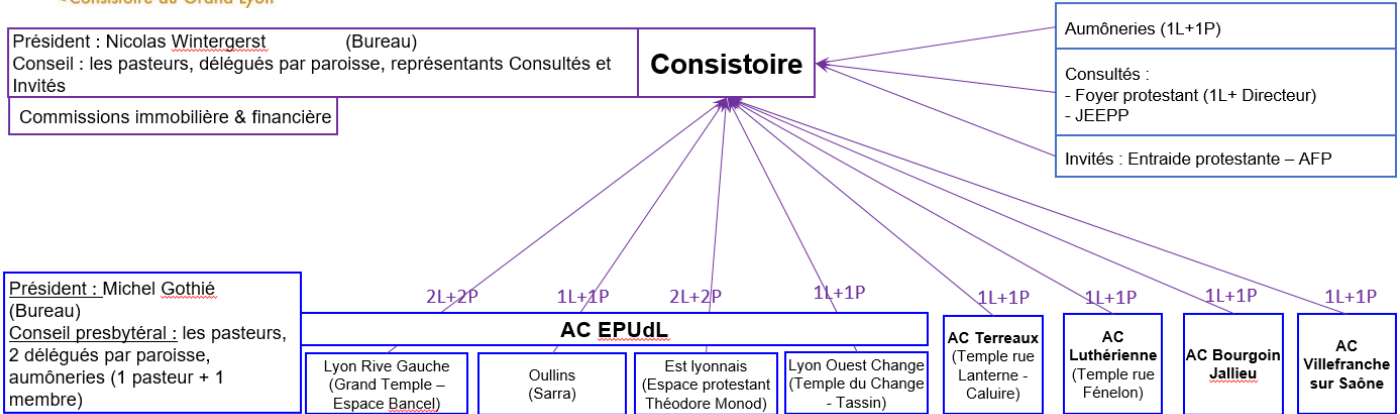 Consistoire du Grand Lyon
Président : Nicolas Wintergerst (Bureau)
Conseil : les pasteurs, délégués par paroisse, représentants Consultés et
Invités
Consistoire
Commissions immobilière & financière
Aumôneries (1L+1P)
Consultés :
- Foyer protestant (1L+ Directeur)
- JEEPP
Invités : Entraide protestante – AFP
Président : Michel Gothié
(Bureau)
Conseil presbytéral : les pasteurs,
2 délégués par paroisse,
aumôneries (1 pasteur + 1
membre)
2L+2P
1L+1P
2L+2P
1L+1P
1L+1P
1L+1P
1L+1P
1L+1P
AC EPUdL
Lyon Rive Gauche
(Grand Temple –
Espace Bancel)
Oullins
(Sarra)
Est lyonnais
(Espace protestant
Théodore Monod)
Lyon Ouest Change
(Temple du Change
- Tassin)
AC Terreaux
(Temple rue
Lanterne -
Caluire)
AC
Luthérienne
(Temple rue
Fénelon)
AC Bourgoin
Jallieu
AC
Villefranche
sur Saône